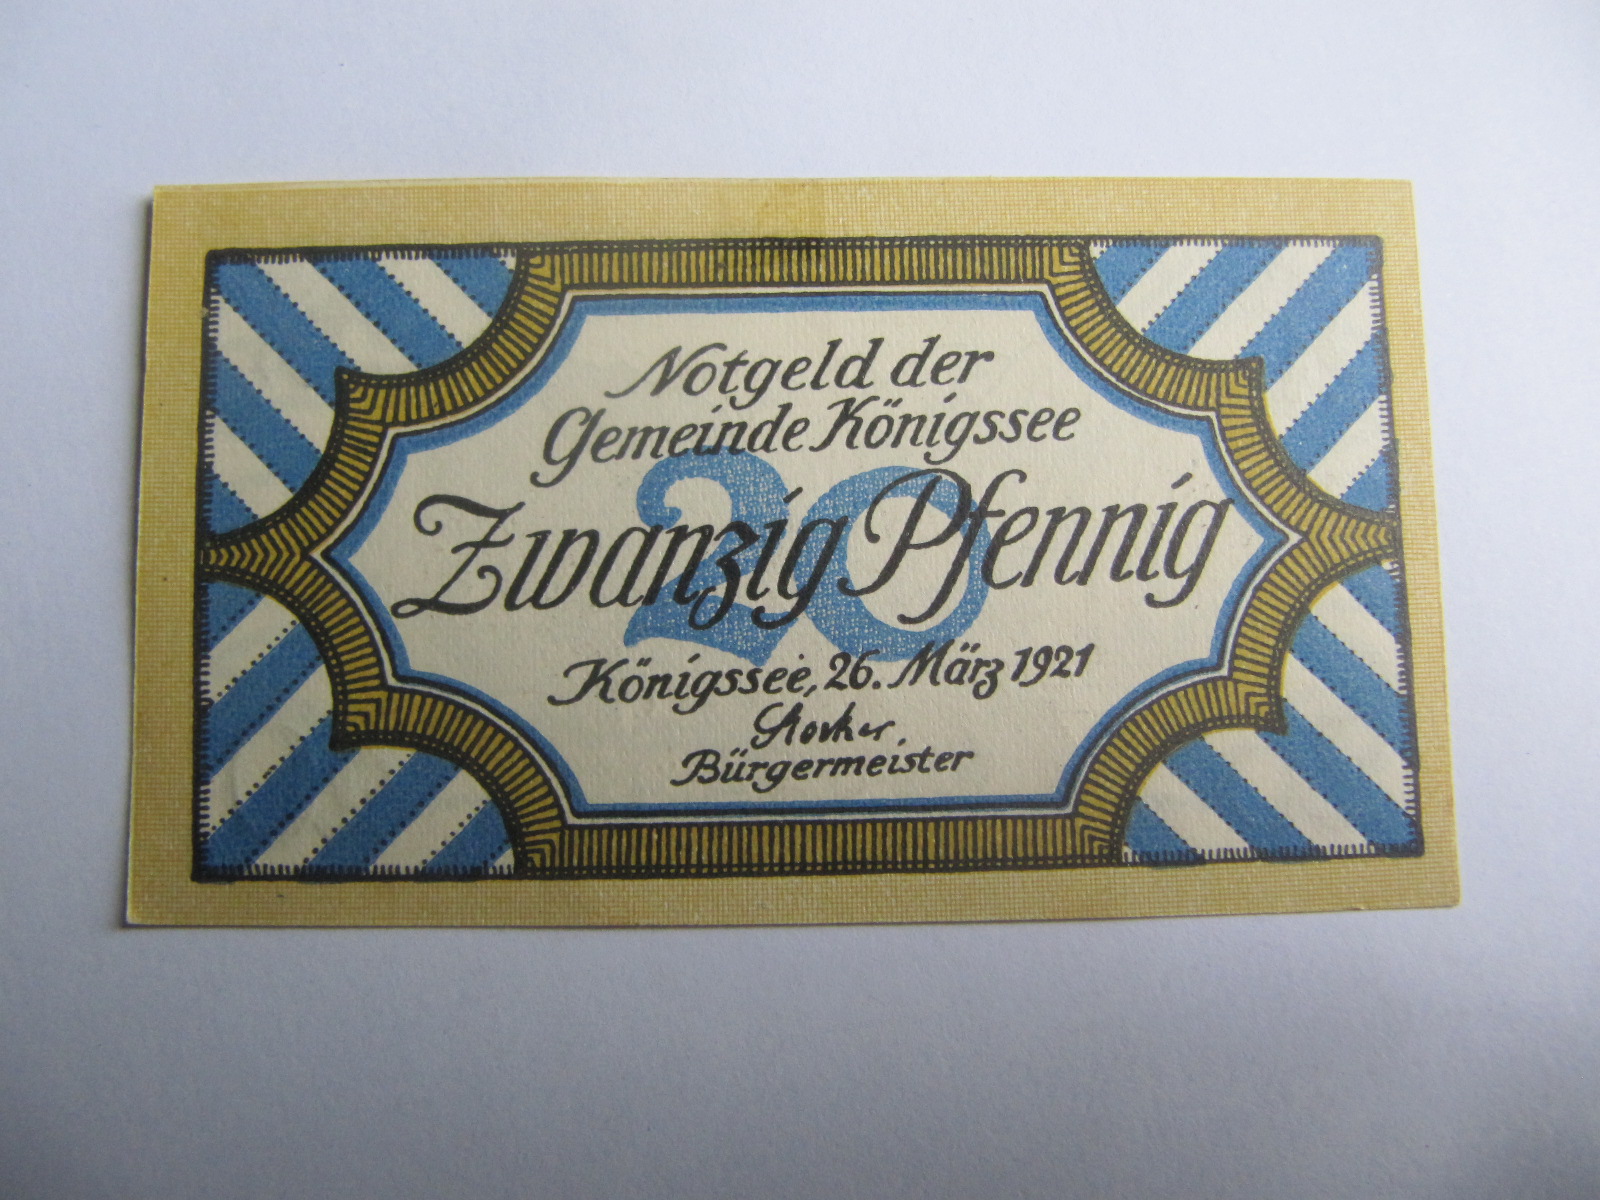 Notgeld der
Gemeinde Königssee
20
Zwanzig Pfennig
Königssee, 26. März 1921
Bürgermeister